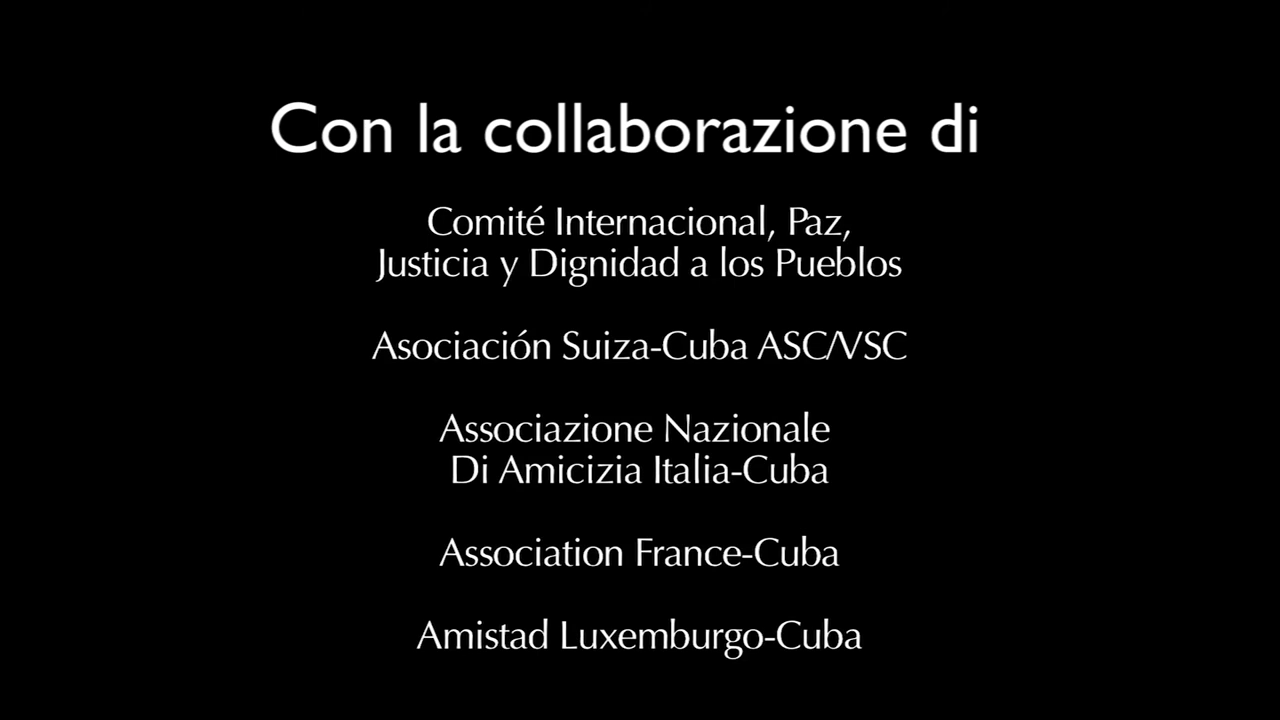 Con la collaborazione di
Comité Internacional, Paz,
Justicia y Dignidad a los Pueblos
Asociación Suiza-Cuba ASC/VSC
Associazione Nazionale
Di Amicizia Italia-Cuba
Association France-Cuba
Amistad Luxemburgo-Cuba